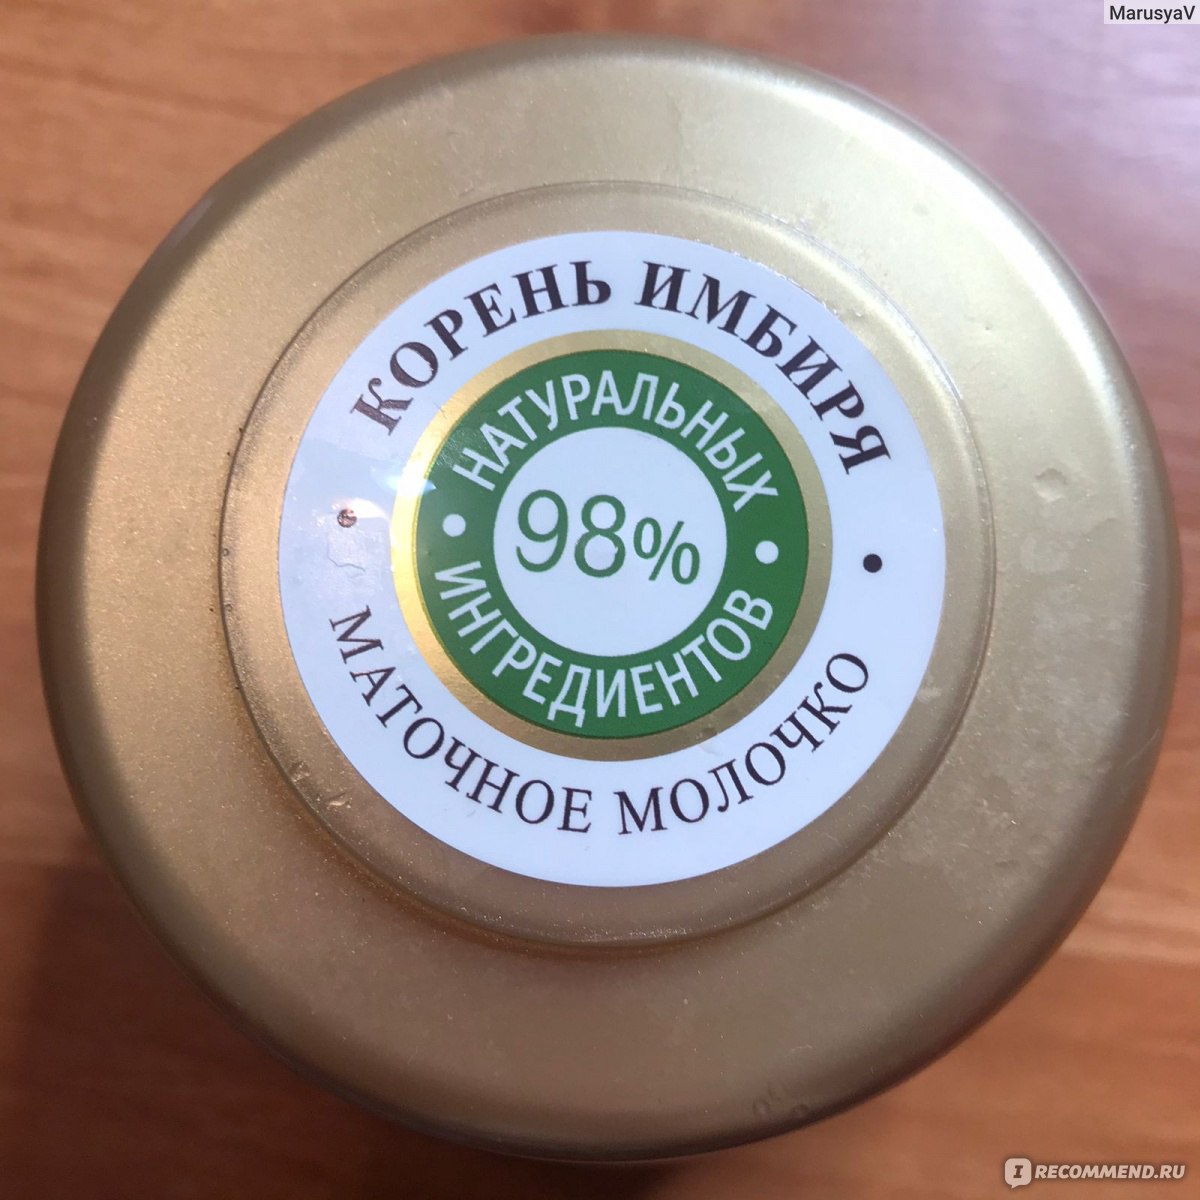 MarusyaV
КОРЕНЬ ИМБИРЯ
НАТУРАЛЬНЫХ
98%
ИНГРЕДИЕНТОВ
МАТОЧНОЕ МОЛОЧКО
I RECOMMEND.RU